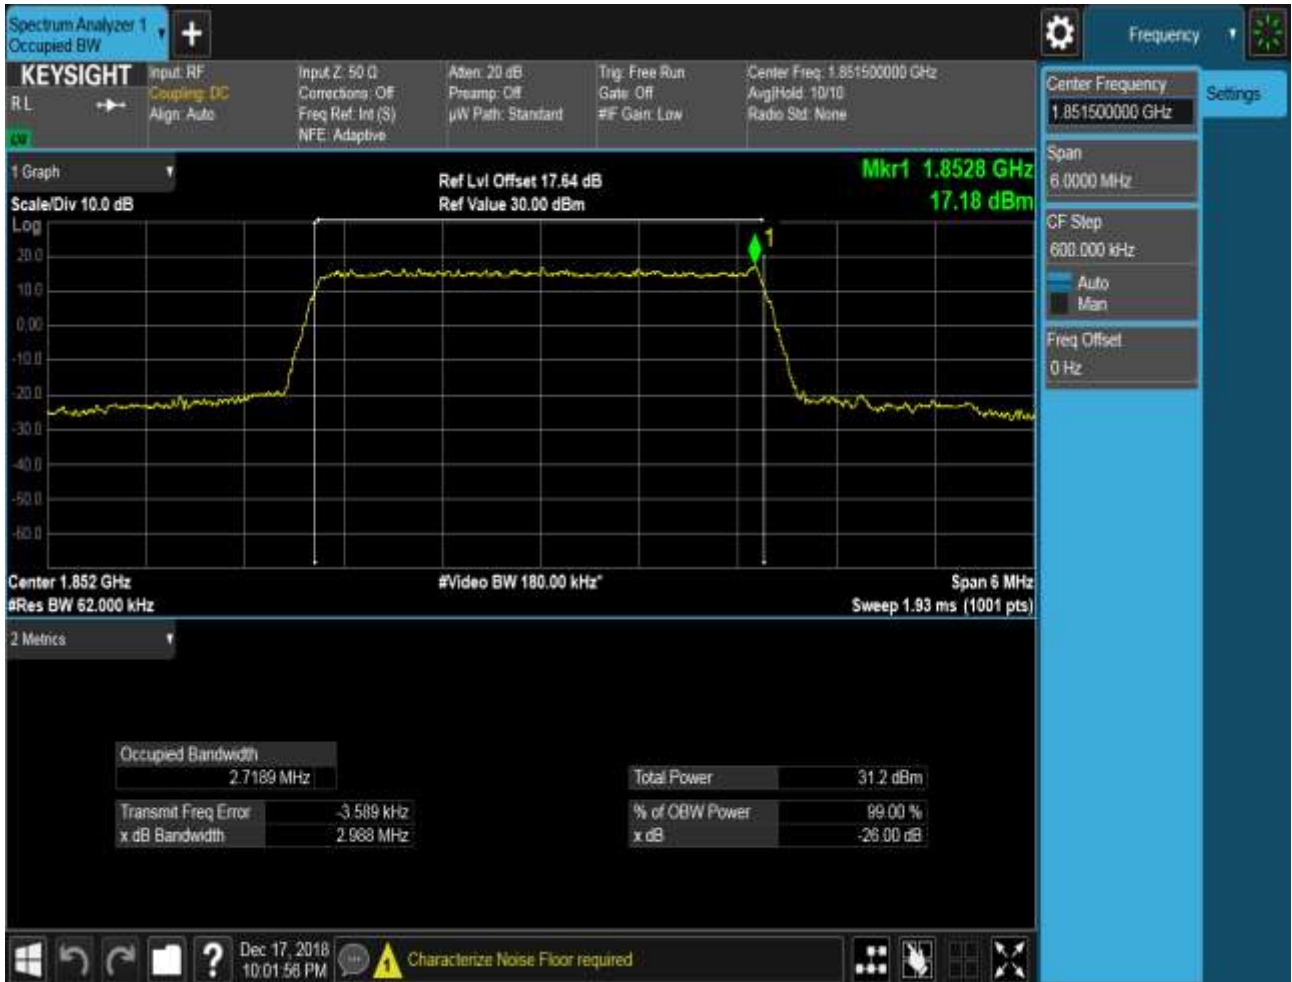 Spectrum Analyzer 1
Occupied BW
Frequency
KEYSIGHT
RL
Input: RF
Coupling: DC
Align: Auto
Input Z: 50 Ω
Corrections: Off
Freq Ref: Int (S)
NFE: Adaptive
Atten: 20 dB
Preamp: Off
µW Path: Standard
Trig: Free Run
Gate: Off
#IF Gain: Low
Center Freq: 1.851500000 GHz
Avg|Hold: 10/10
Radio Std: None
Center Frequency
1.851500000 GHz
Settings
Span
6.0000 MHz
CF Step
600.000 kHz
Auto
Man
Freq Offset
0 Hz
1 Graph
Scale/Div 10.0 dB
Ref Lvl Offset 17.64 dB
Ref Value 30.00 dBm
Mkr1 1.8528 GHz
17.18 dBm
Log
20.0
10.0
0.00
-10.0
-20.0
-30.0
-40.0
-50.0
-60.0
1
Center 1.852 GHz
#Video BW 180.00 kHz*
Span 6 MHz
#Res BW 62.000 kHz
Sweep 1.93 ms (1001 pts)
2 Metrics
Occupied Bandwidth
2.7189 MHz
Total Power 31.2 dBm
Transmit Freq Error -3.589 kHz
% of OBW Power 99.00 %
x dB Bandwidth 2.988 MHz
x dB -26.00 dB
?
Dec 17, 2018
10:01:56 PM
1
Characterize Noise Floor required